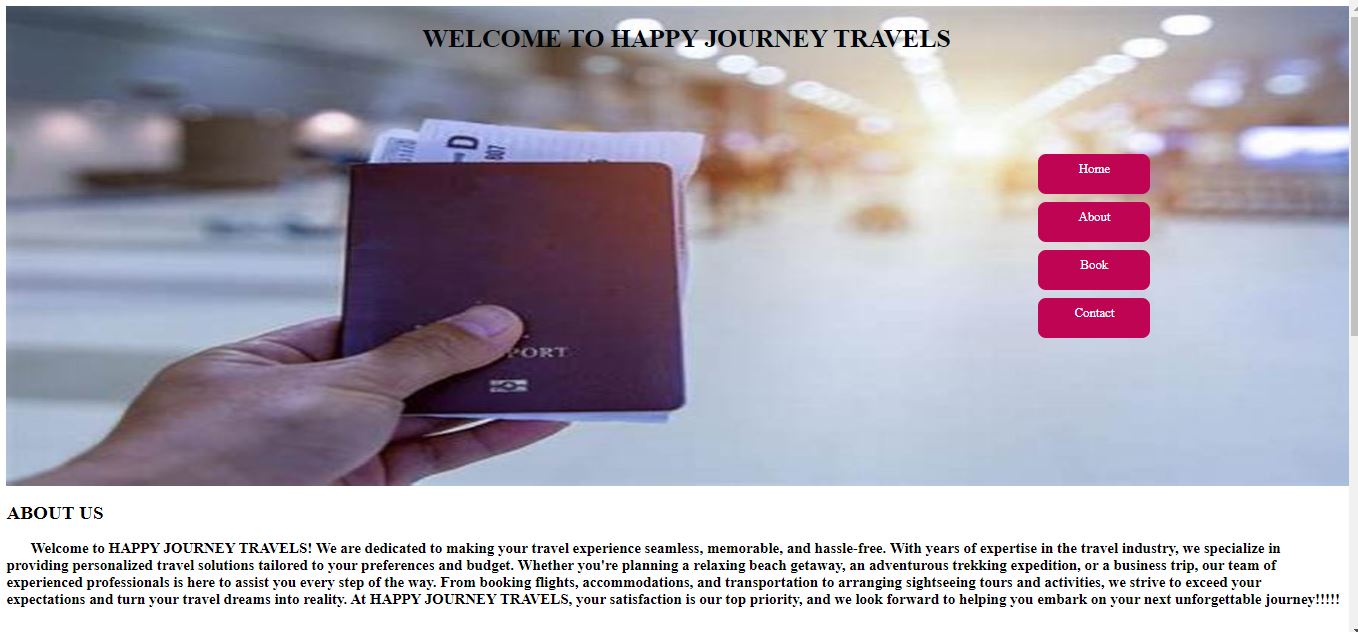 WELCOME TO HAPPY JOURNEY TRAVELS
D
807
Home
About
Book
Contact
PORT
ABOUT US
Welcome to HAPPY JOURNEY TRAVELS! We are dedicated to making your travel experience seamless, memorable, and hassle-free. With years of expertise in the travel industry, we specialize in
providing personalized travel solutions tailored to your preferences and budget. Whether you're planning a relaxing beach getaway, an adventurous trekking expedition, or a business trip, our team of
experienced professionals is here to assist you every step of the way. From booking flights, accommodations, and transportation to arranging sightseeing tours and activities, we strive to exceed your
expectations and turn your travel dreams into reality. At HAPPY JOURNEY TRAVELS, your satisfaction is our top priority, and we look forward to helping you embark on your next unforgettable journey!!!!!